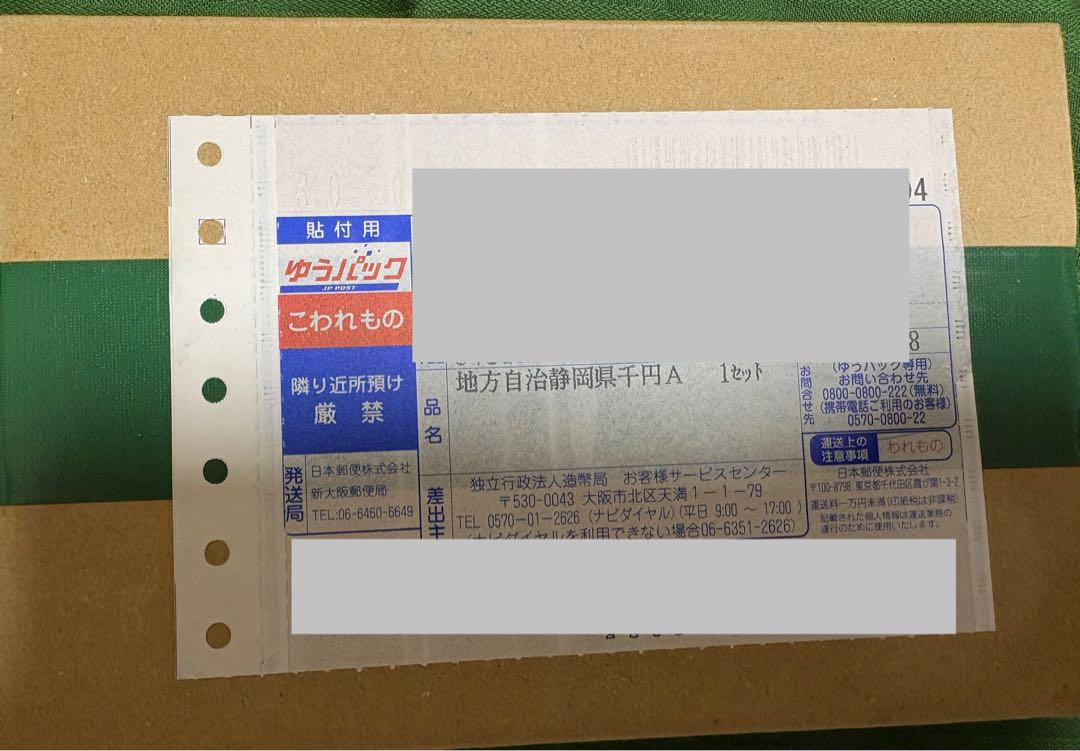 04
貼付用
ゆうパック
JP POST
こわれもの
隣り近所預け
厳禁
発送局
日本郵便株式会社
新大阪郵便局
TEL:06-6460-6649
品名
地方自治静岡県千円A 1セット
差出主
独立行政法人造幣局 お客様サービスセンター
〒530-0043 大阪市北区天満1-1-79
TEL 0570-01-2626 (ナビダイヤル)(平日 9:00 ~ 17:00)
(ナビダイヤルを利用できない場合06-6351-2626)
8
お問合せ先
(ゆうパック専用)
お問い合わせ先
0800-0800-222(無料)
(携帯電話ご利用のお客様)
0570-0800-22
運送上の
注意事項
われもの
日本郵便株式会社
〒100-8798 東京都千代田区霞が関1-3-2
運送料一万円未満(印紙税は非課税)
記載された個人情報は運送業務の
遂行のために使用いたします。